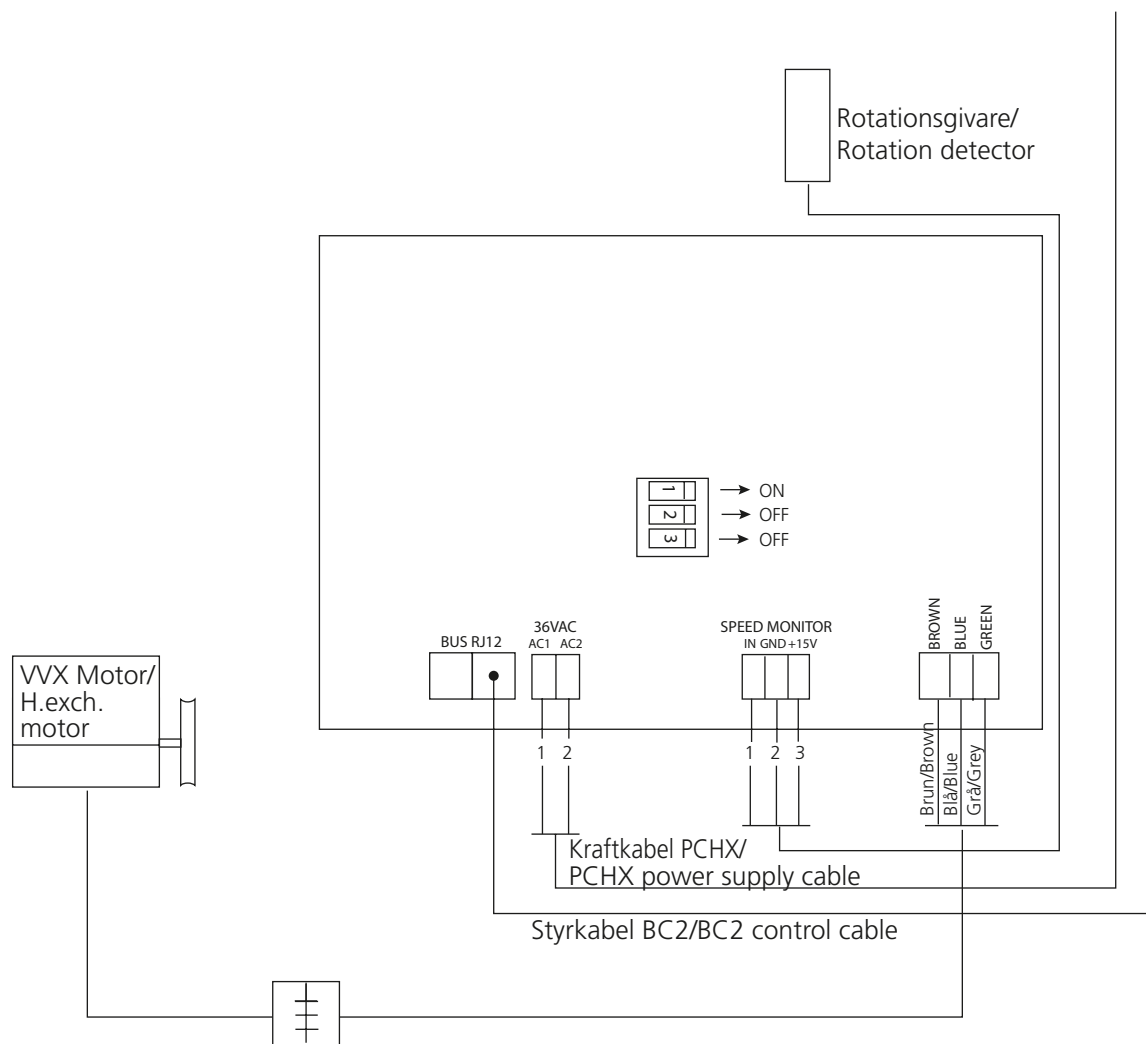 Rotationsgivare/
Rotation detector
1 ON
2 OFF
3 OFF
BUS RJ12
36VAC
AC1 AC2
SPEED MONITOR
IN GND +15V
BROWN
BLUE
GREEN
VVX Motor/
H.exch.
motor
1 2
1 2 3
Brun/Brown
Blå/Blue
Grå/Grey
Kraftkabel PCHX/
PCHX power supply cable
Styrkabel BC2/BC2 control cable